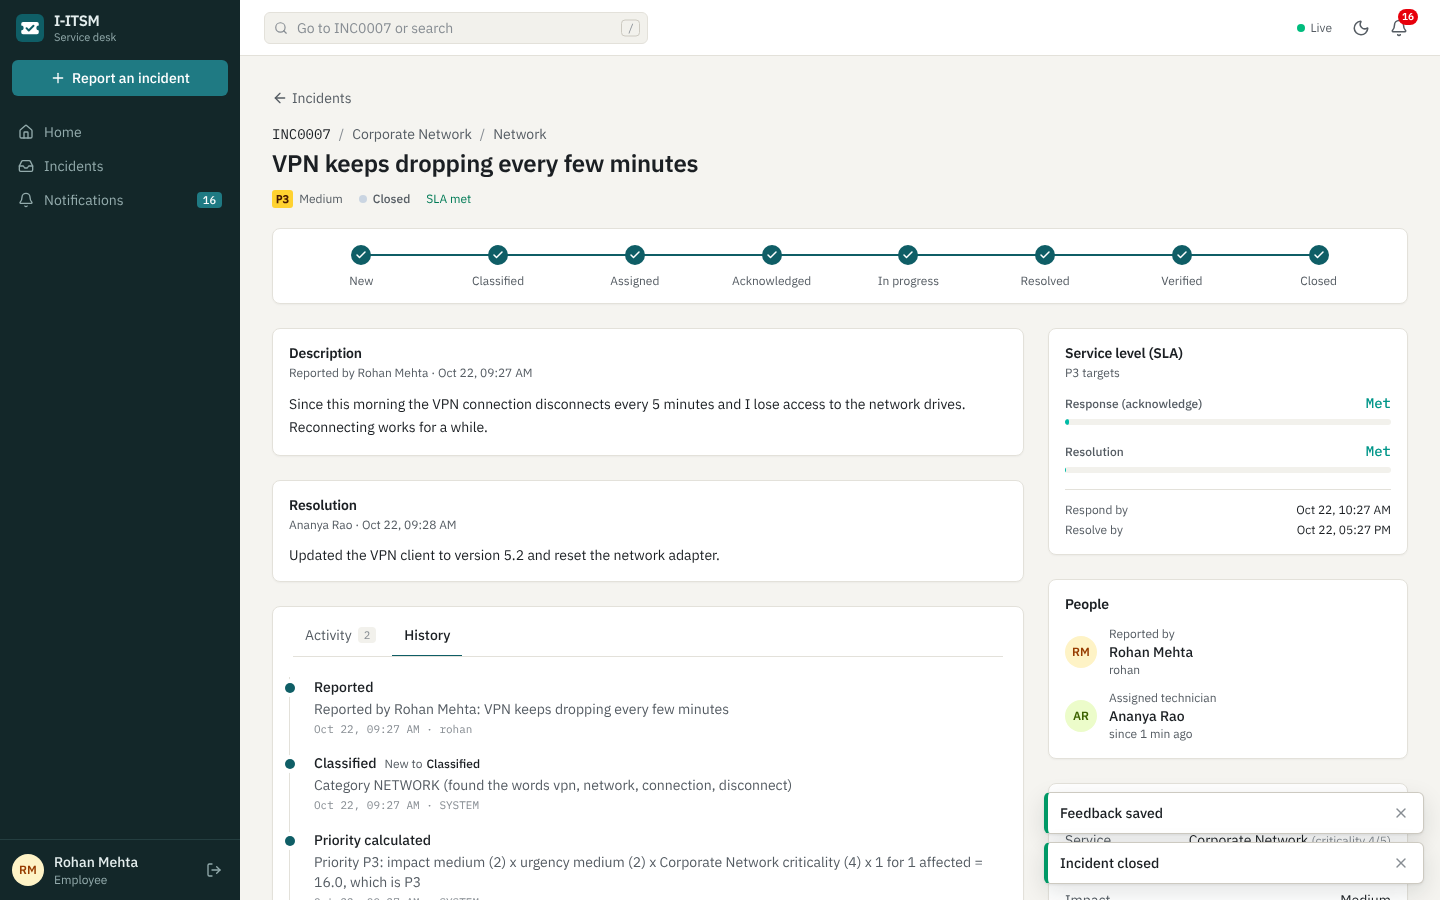 I-ITSM
Service desk
Report an incident
Home
Incidents
Notifications 16
Rohan Mehta
Employee
RM
Go to INC0007 or search /
Live
16
Incidents
INC0007 / Corporate Network / Network
VPN keeps dropping every few minutes
P3 Medium Closed SLA met
New Classified Assigned Acknowledged In progress Resolved Verified Closed
Description
Reported by Rohan Mehta · Oct 22, 09:27 AM
Since this morning the VPN connection disconnects every 5 minutes and I lose access to the network drives.
Reconnecting works for a while.
Resolution
Ananya Rao · Oct 22, 09:28 AM
Updated the VPN client to version 5.2 and reset the network adapter.
Activity 2 History
Reported
Reported by Rohan Mehta: VPN keeps dropping every few minutes
Oct 22, 09:27 AM · rohan
Classified New to Classified
Category NETWORK (found the words vpn, network, connection, disconnect)
Oct 22, 09:27 AM · SYSTEM
Priority calculated
Priority P3: impact medium (2) x urgency medium (2) x Corporate Network criticality (4) x 1 for 1 affected =
16.0, which is P3
Service level (SLA)
P3 targets
Response (acknowledge) Met
Resolution Met
Respond by Oct 22, 10:27 AM
Resolve by Oct 22, 05:27 PM
People
RM
Reported by
Rohan Mehta
rohan
AR
Assigned technician
Ananya Rao
since 1 min ago
Feedback saved
Service Corporate Network (criticality 4/5)
Incident closed
Impact Medium